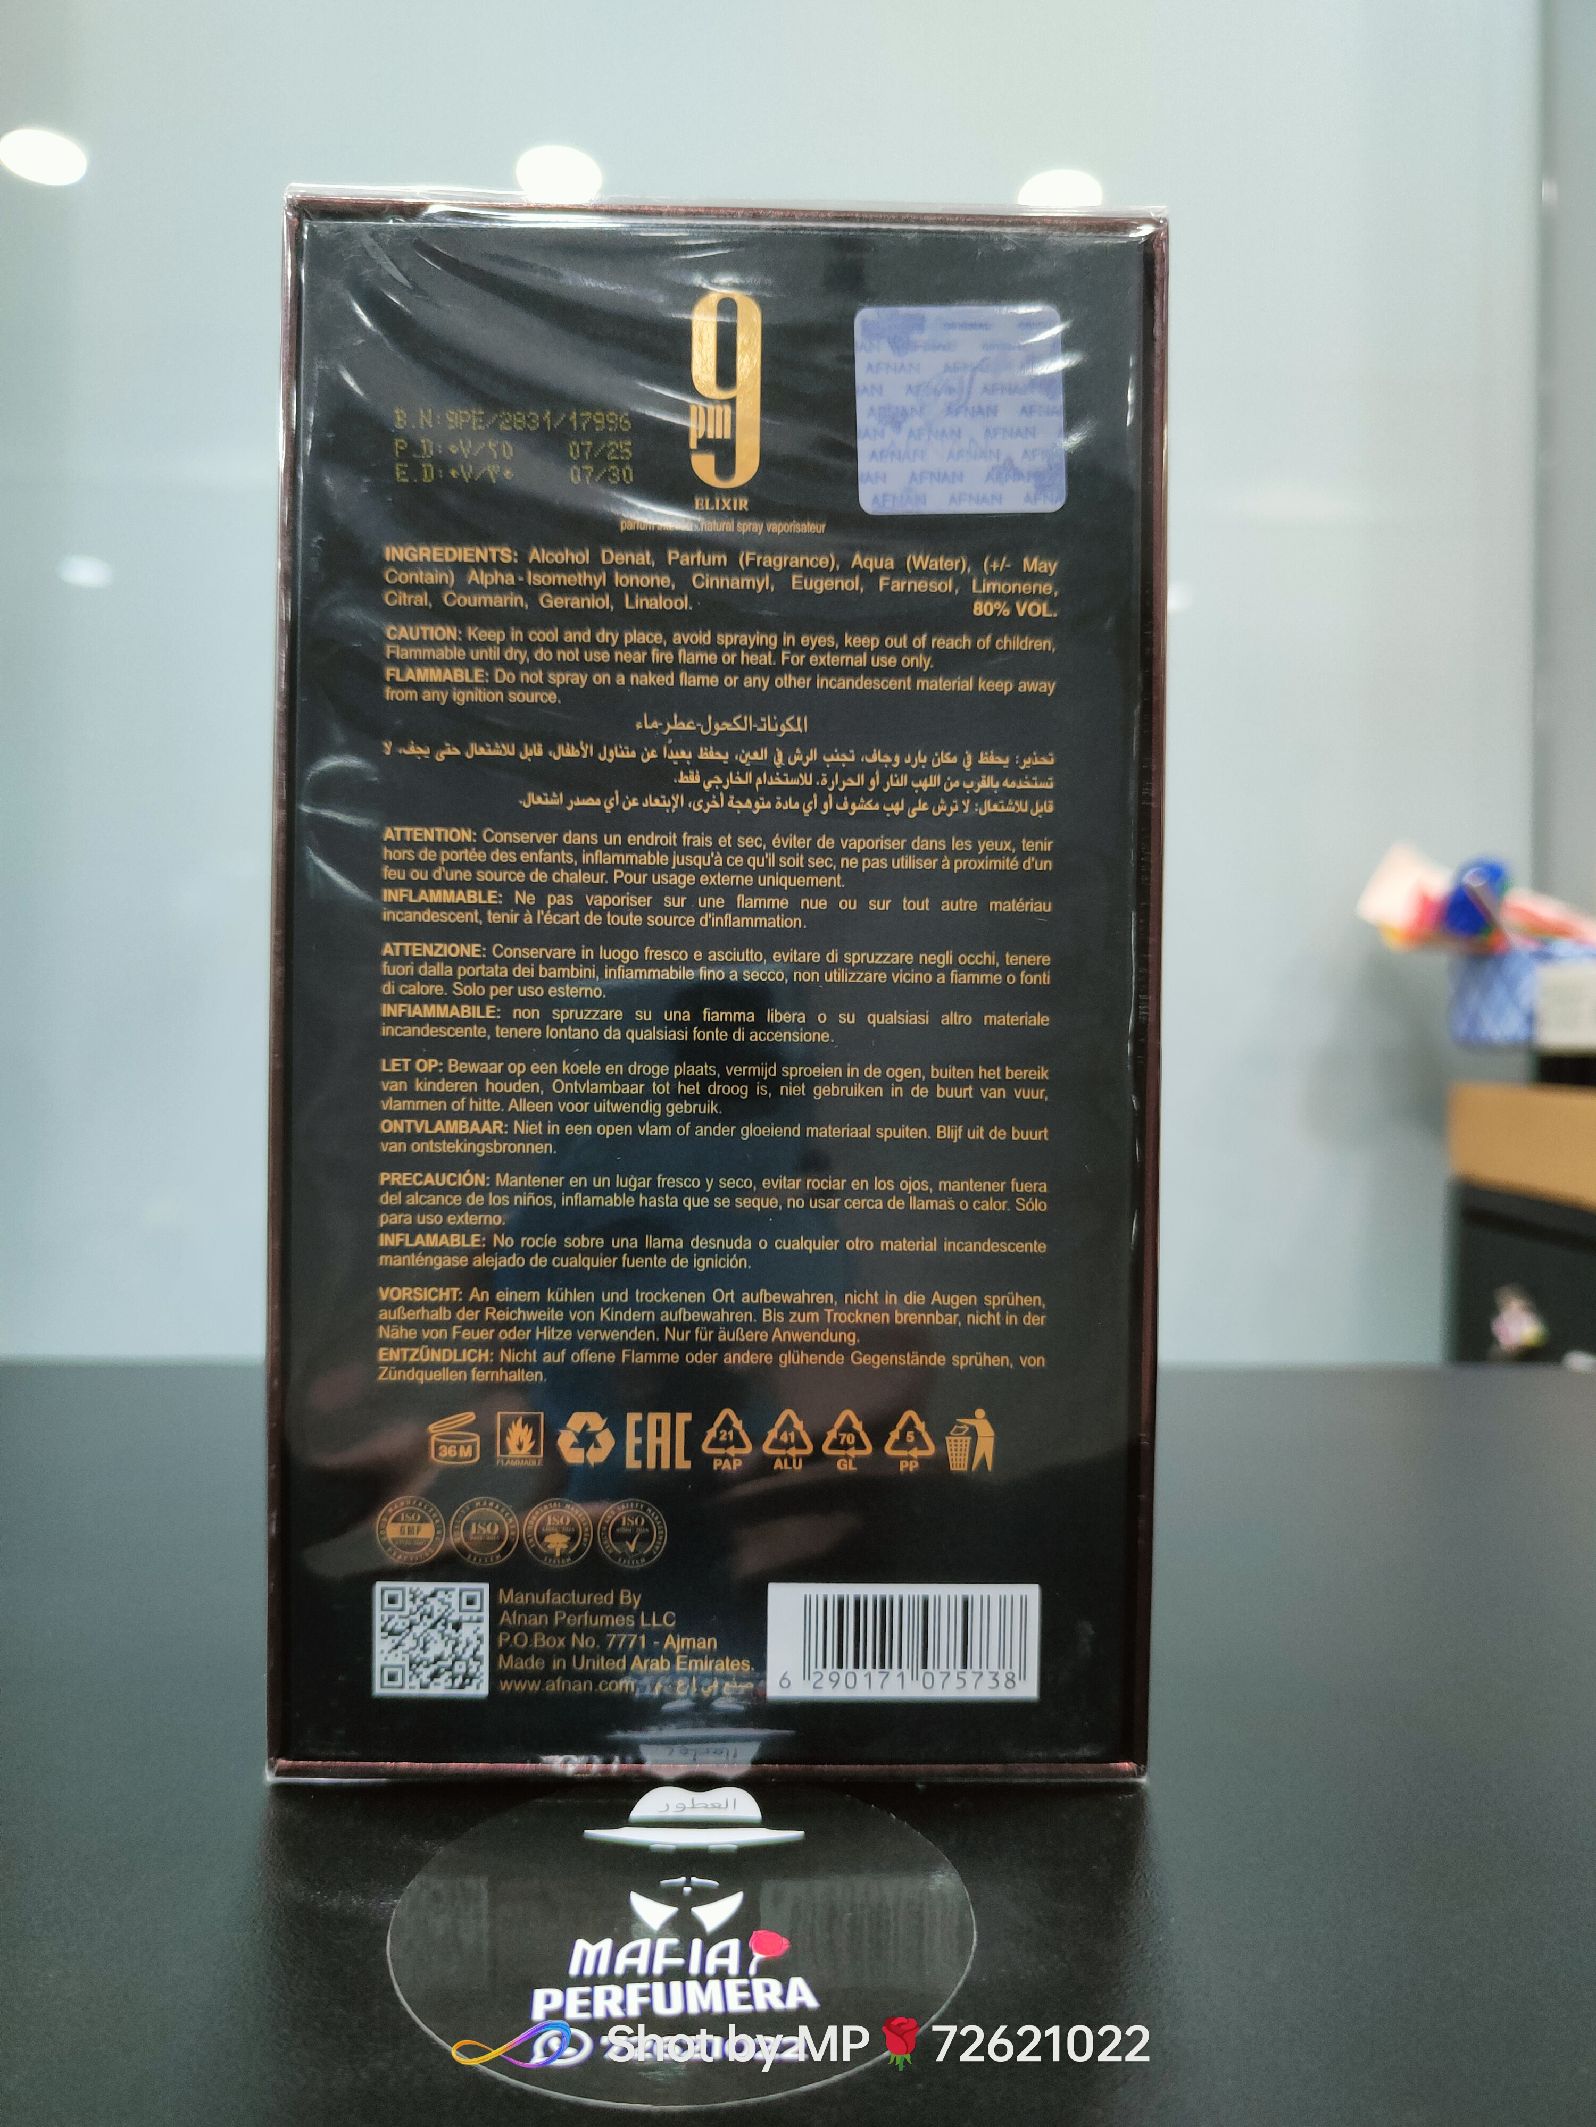 9
pm
ELIXIR
natural spray vaporisateur
B.N:9PE/2831/17996
P.D:٠٧/٢٥ 07/25
E.D:٠٧/٣٠ 07/30
AFNAN
INGREDIENTS: Alcohol Denat, Parfum (Fragrance), Aqua (Water), (+/- May
Contain) Alpha-Isomethyl Ionone, Cinnamyl, Eugenol, Farnesol, Limonene,
Citral, Coumarin, Geraniol, Linalool. 80% VOL.
CAUTION: Keep in cool and dry place, avoid spraying in eyes, keep out of reach of children,
Flammable until dry, do not use near fire flame or heat. For external use only.
FLAMMABLE: Do not spray on a naked flame or any other incandescent material keep away
from any ignition source.
المكونات-الكحول-عطر-ماء
تحذير: يحفظ في مكان بارد وجاف، تجنب الرش في العين، يحفظ بعيدًا عن متناول الأطفال، قابل للاشتعال حتى يجف، لا
تستخدمه بالقرب من اللهب النار أو الحرارة. للاستخدام الخارجي فقط.
قابل للاشتعال: لا ترش على لهب مكشوف أو أي مادة متوهجة أخرى، الإبتعاد عن أي مصدر اشتعال.
ATTENTION: Conserver dans un endroit frais et sec, éviter de vaporiser dans les yeux, tenir
hors de portée des enfants, inflammable jusqu'à ce qu'il soit sec, ne pas utiliser à proximité d'un
feu ou d'une source de chaleur. Pour usage externe uniquement.
INFLAMMABLE: Ne pas vaporiser sur une flamme nue ou sur tout autre matériau
incandescent, tenir à l'écart de toute source d'inflammation.
ATTENZIONE: Conservare in luogo fresco e asciutto, evitare di spruzzare negli occhi, tenere
fuori dalla portata dei bambini, infiammabile fino a secco, non utilizzare vicino a fiamme o fonti
di calore. Solo per uso esterno.
INFIAMMABILE: non spruzzare su una fiamma libera o su qualsiasi altro materiale
incandescente, tenere lontano da qualsiasi fonte di accensione.
LET OP: Bewaar op een koele en droge plaats, vermijd sproeien in de ogen, buiten het bereik
van kinderen houden, Ontvlambaar tot het droog is, niet gebruiken in de buurt van vuur,
vlammen of hitte. Alleen voor uitwendig gebruik.
ONTVLAMBAAR: Niet in een open vlam of ander gloeiend materiaal spuiten. Blijf uit de buurt
van ontstekingsbronnen.
PRECAUCIÓN: Mantener en un lugar fresco y seco, evitar rociar en los ojos, mantener fuera
del alcance de los niños, inflamable hasta que se seque, no usar cerca de llamas o calor. Sólo
para uso externo.
INFLAMABLE: No rocíe sobre una llama desnuda o cualquier otro material incandescente
manténgase alejado de cualquier fuente de ignición.
VORSICHT: An einem kühlen und trockenen Ort aufbewahren, nicht in die Augen sprühen,
außerhalb der Reichweite von Kindern aufbewahren. Bis zum Trocknen brennbar, nicht in der
Nähe von Feuer oder Hitze verwenden. Nur für äußere Anwendung.
ENTZÜNDLICH: Nicht auf offene Flamme oder andere glühende Gegenstände sprühen, von
Zündquellen fernhalten.
36M FLAMMABLE EAC 21 PAP 41 ALU 70 GL 5 PP
ISO GMP ISO ISO ISO
Manufactured By
Afnan Perfumes LLC
P.O.Box No. 7771 - Ajman
Made in United Arab Emirates.
www.afnan.com صنع في إ.ع.م.
6 290171 075738
العطور
MAFIA
PERFUMERA
Shot by MP🌹72621022